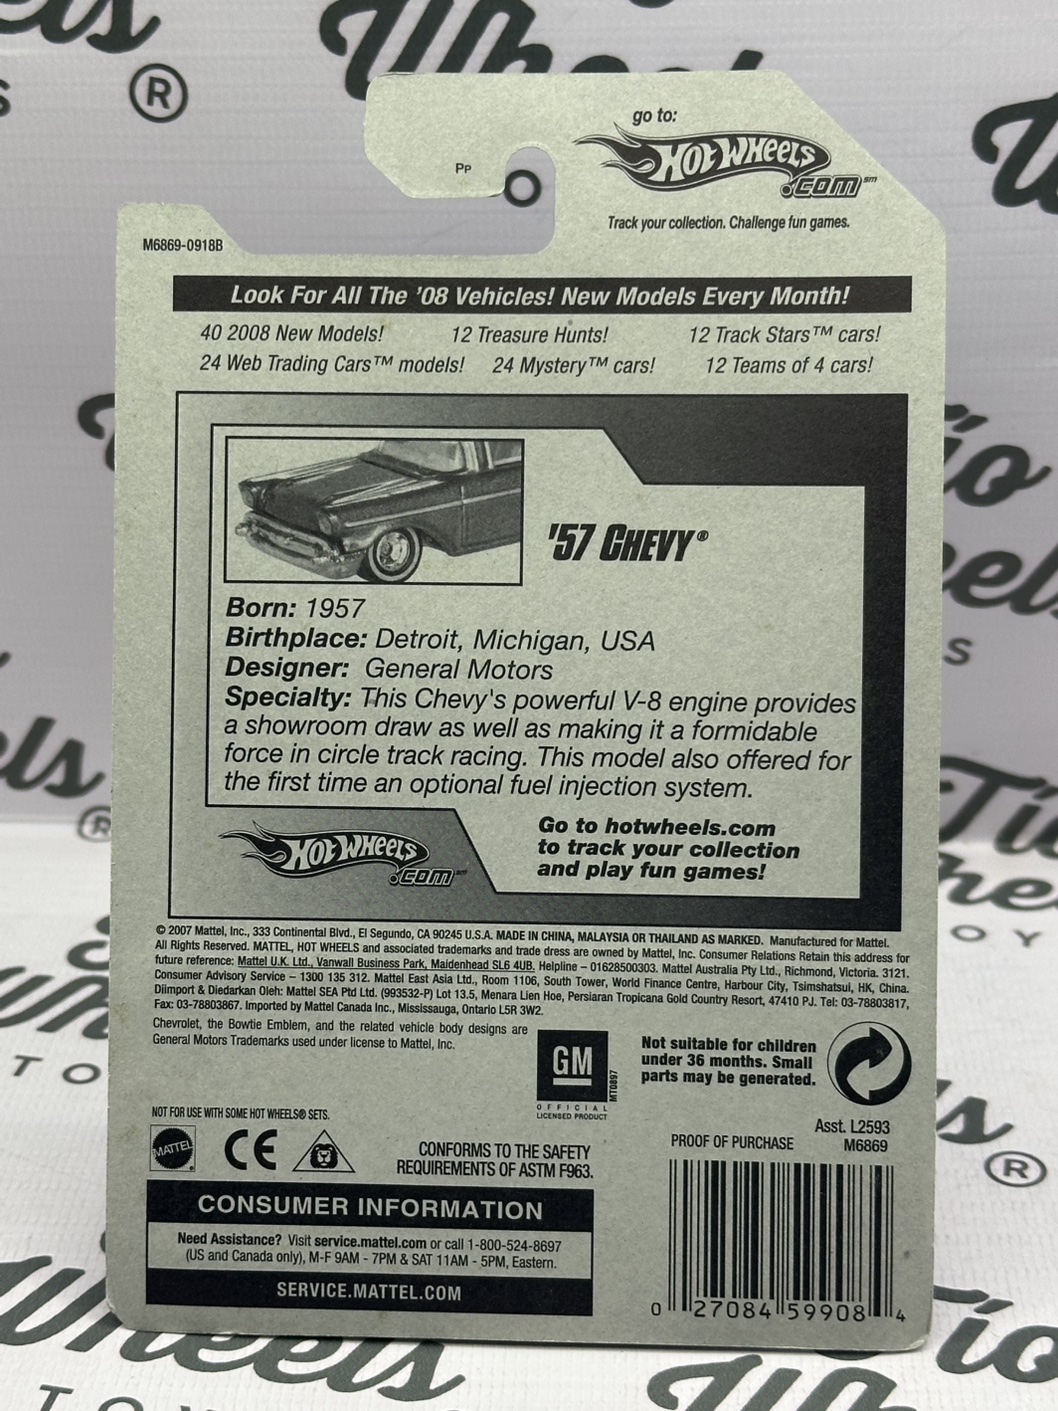 go to:
HOT WHEELS
.COM℠
Pp
Track your collection. Challenge fun games.
M6869-0918B
Look For All The '08 Vehicles! New Models Every Month!
40 2008 New Models! 12 Treasure Hunts! 12 Track Stars™ cars!
24 Web Trading Cars™ models! 24 Mystery™ cars! 12 Teams of 4 cars!
'57 CHEVY®
Born: 1957
Birthplace: Detroit, Michigan, USA
Designer: General Motors
Specialty: This Chevy's powerful V-8 engine provides
a showroom draw as well as making it a formidable
force in circle track racing. This model also offered for
the first time an optional fuel injection system.
HOT WHEELS
.COM℠
Go to hotwheels.com
to track your collection
and play fun games!
© 2007 Mattel, Inc., 333 Continental Blvd., El Segundo, CA 90245 U.S.A. MADE IN CHINA, MALAYSIA OR THAILAND AS MARKED. Manufactured for Mattel.
All Rights Reserved. MATTEL, HOT WHEELS and associated trademarks and trade dress are owned by Mattel, Inc. Consumer Relations Retain this address for
future reference: Mattel U.K. Ltd., Vanwall Business Park, Maidenhead SL6 4UB. Helpline – 01628500303. Mattel Australia Pty Ltd., Richmond, Victoria. 3121.
Consumer Advisory Service – 1300 135 312. Mattel East Asia Ltd., Room 1106, South Tower, World Finance Centre, Harbour City, Tsimshatsui, HK, China.
Diimport & Diedarkan Oleh: Mattel SEA Ptd Ltd. (993532-P) Lot 13.5, Menara Lien Hoe, Persiaran Tropicana Gold Country Resort, 47410 PJ. Tel: 03-78803817,
Fax: 03-78803867. Imported by Mattel Canada Inc., Mississauga, Ontario L5R 3W2.
Chevrolet, the Bowtie Emblem, and the related vehicle body designs are
General Motors Trademarks used under license to Mattel, Inc.
GM
MT0897
OFFICIAL
LICENSED PRODUCT
Not suitable for children
under 36 months. Small
parts may be generated.
NOT FOR USE WITH SOME HOT WHEELS® SETS.
MATTEL
CE
CONFORMS TO THE SAFETY
REQUIREMENTS OF ASTM F963.
Asst. L2593
PROOF OF PURCHASE M6869
CONSUMER INFORMATION
Need Assistance? Visit service.mattel.com or call 1-800-524-8697
(US and Canada only), M-F 9AM - 7PM & SAT 11AM - 5PM, Eastern.
SERVICE.MATTEL.COM
0 27084 59908 4
Wheels
®
Tio
Wheels
TOY